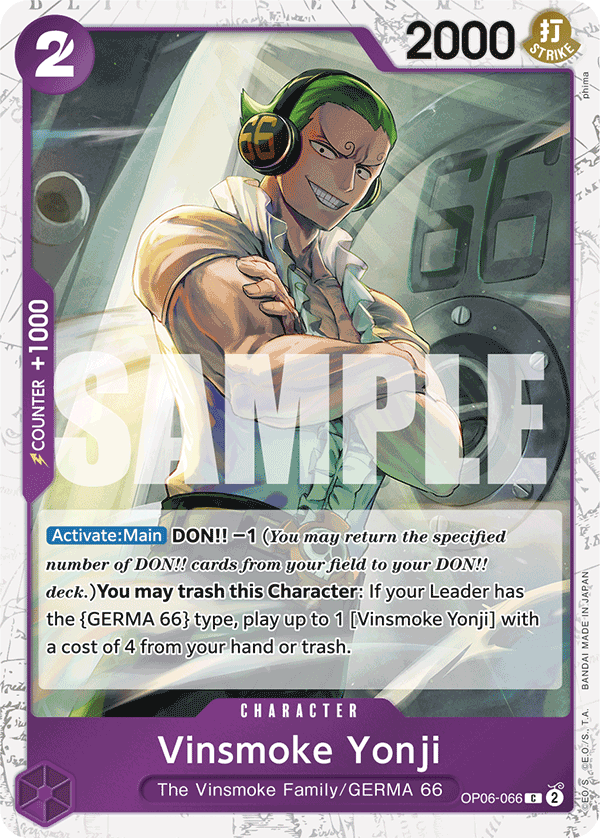 2
2000
打
STRIKE
phima
66
66
COUNTER +1000
SAMPLE
Activate:Main DON!! −1 (You may return the specified
number of DON!! cards from your field to your DON!!
deck.)You may trash this Character: If your Leader has
the {GERMA 66} type, play up to 1 [Vinsmoke Yonji] with
a cost of 4 from your hand or trash.
BANDAI MADE IN JAPAN
©E.O./S. ©E.O./S.,T.A.
CHARACTER
Vinsmoke Yonji
The Vinsmoke Family/GERMA 66
OP06-066 C 2